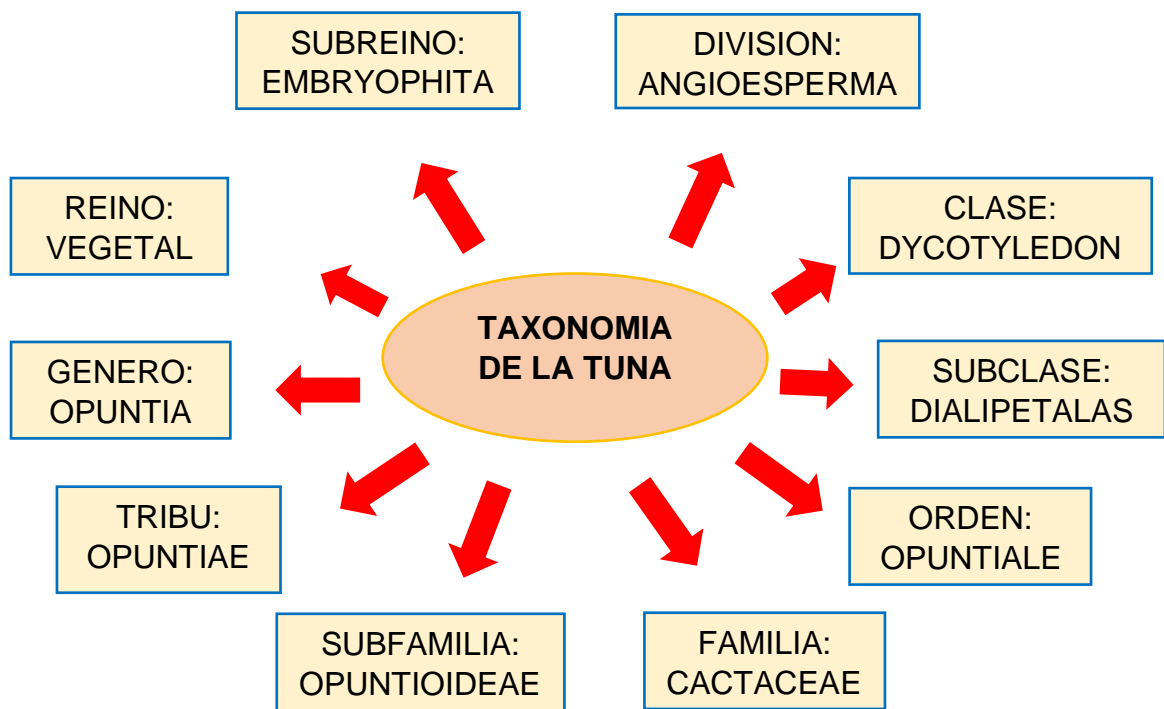 SUBREINO:
EMBRYOPHITA
DIVISION:
ANGIOESPERMA
REINO:
VEGETAL
CLASE:
DYCOTYLEDON
TAXONOMIA
DE LA TUNA
GENERO:
OPUNTIA
SUBCLASE:
DIALIPETALAS
TRIBU:
OPUNTIAE
ORDEN:
OPUNTIALE
SUBFAMILIA:
OPUNTIOIDEAE
FAMILIA:
CACTACEAE